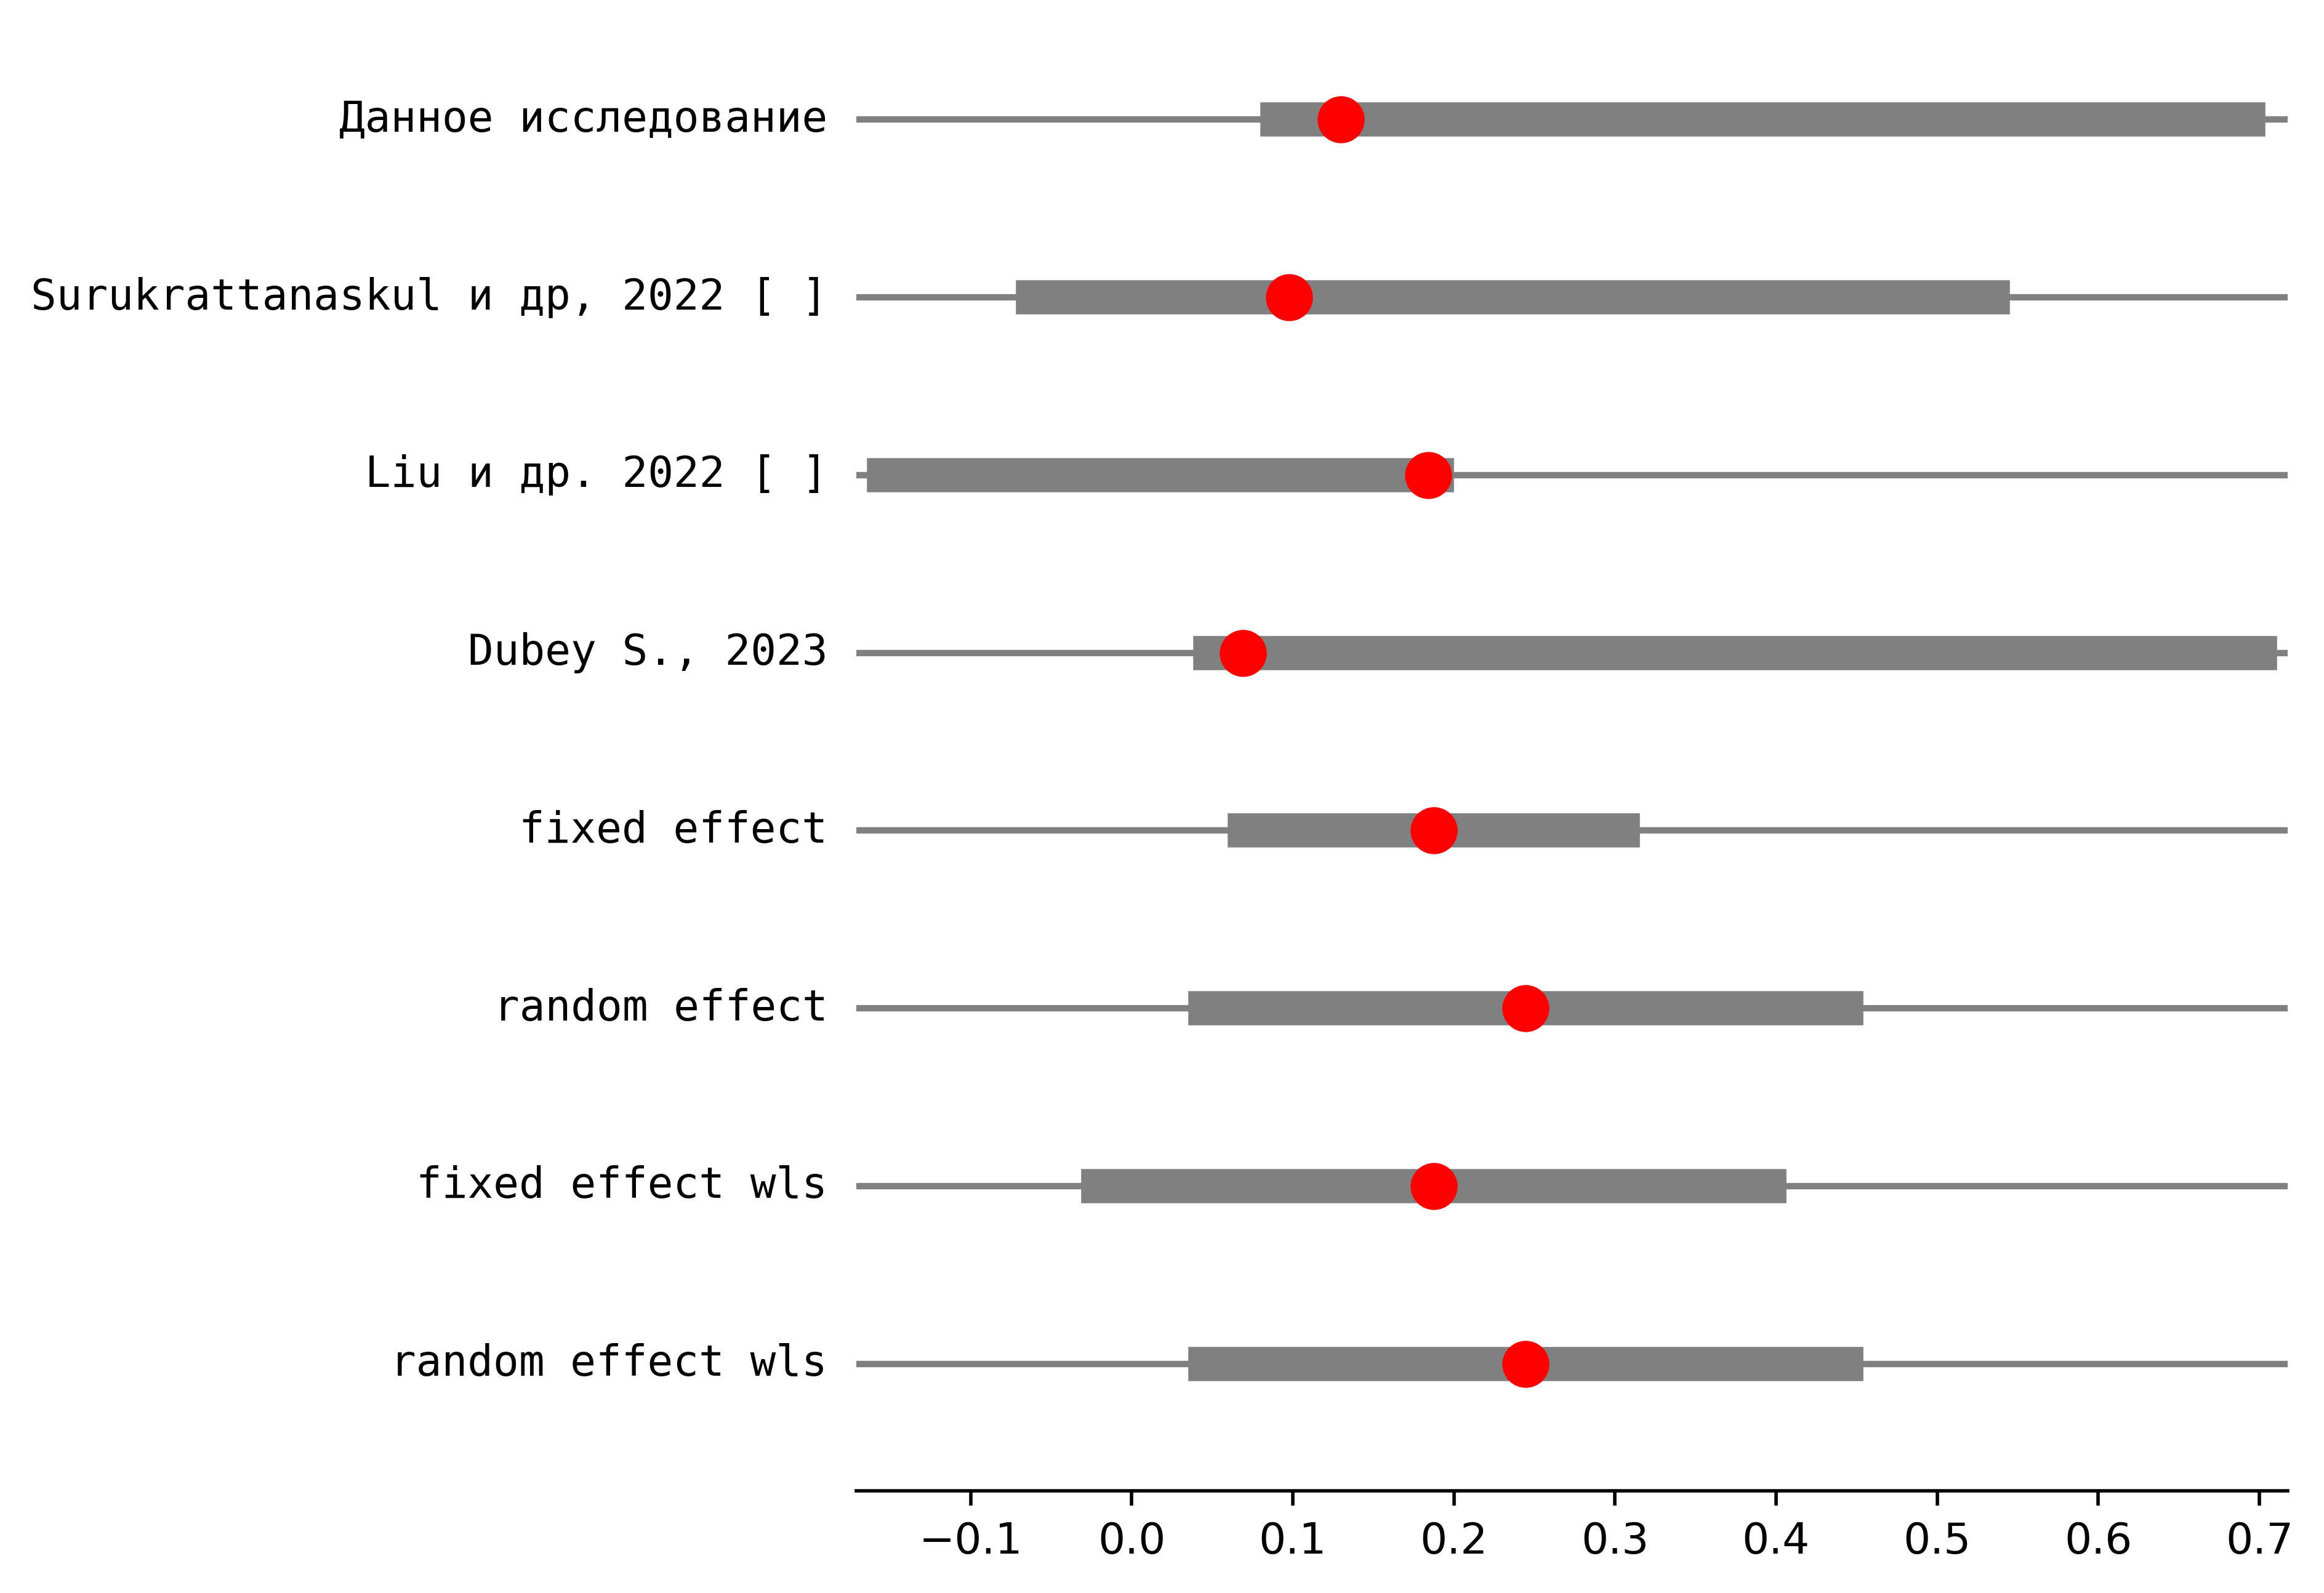 Данное исследование
Surukrattanaskul и др, 2022 [ ]
Liu и др. 2022 [ ]
Dubey S., 2023
fixed effect
random effect
fixed effect wls
random effect wls
−0.1 0.0 0.1 0.2 0.3 0.4 0.5 0.6 0.7